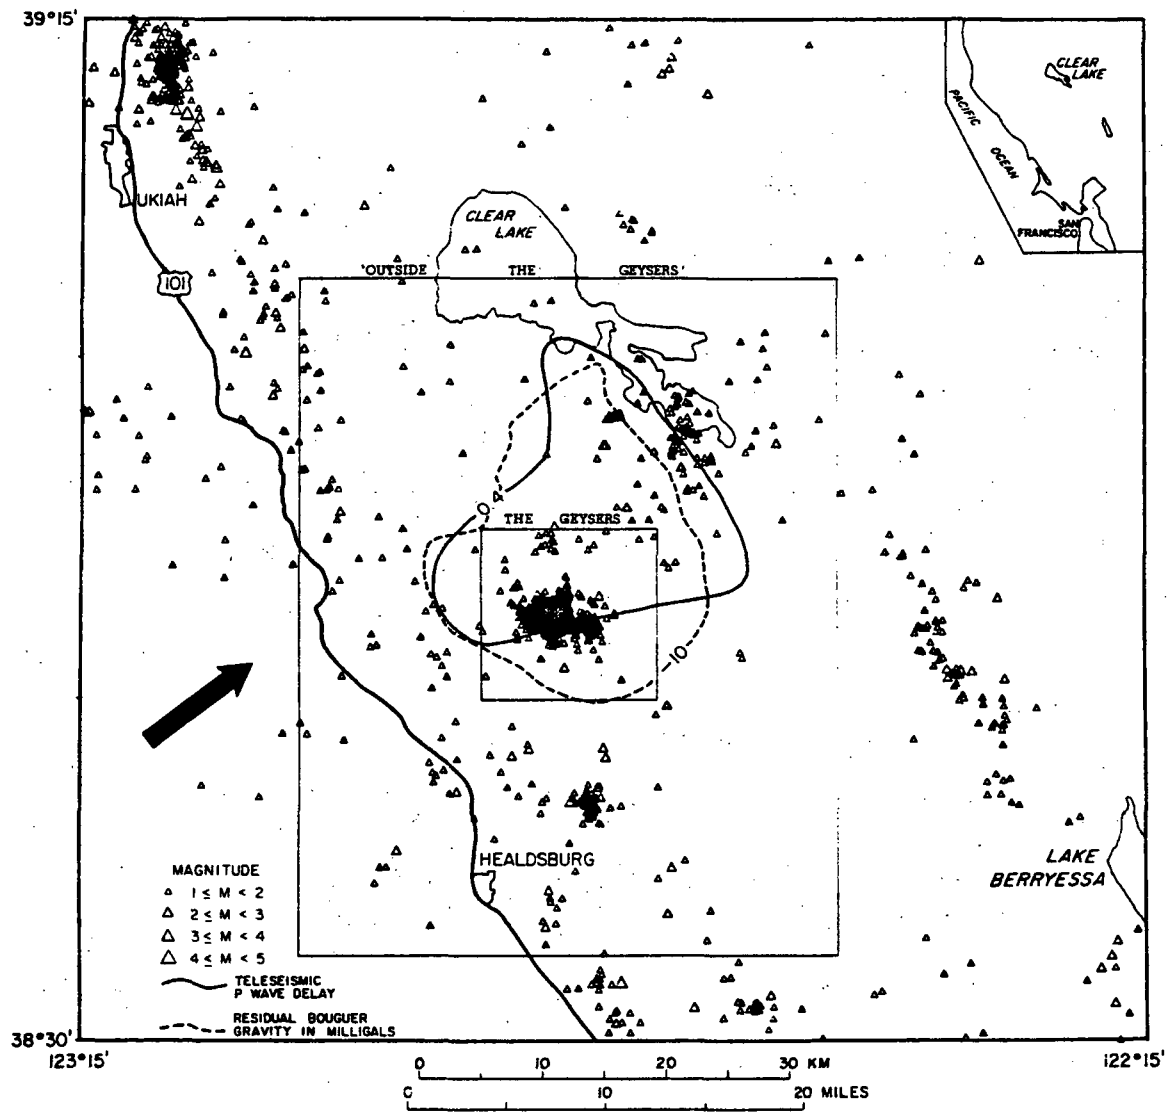 39°15'
CLEAR
LAKE
PACIFIC
OCEAN
SAN
FRANCISCO
UKIAH
CLEAR
LAKE
'OUTSIDE THE GEYSERS'
101
0.4
THE GEYSERS
-10
HEALDSBURG
LAKE
BERRYESSA
MAGNITUDE
1 ≤ M < 2
2 ≤ M < 3
3 ≤ M < 4
4 ≤ M < 5
TELESEISMIC
P WAVE DELAY
RESIDUAL BOUGUER
GRAVITY IN MILLIGALS
38°30'
123°15'
122°15'
0 10 20 30 KM
0 10 20 MILES